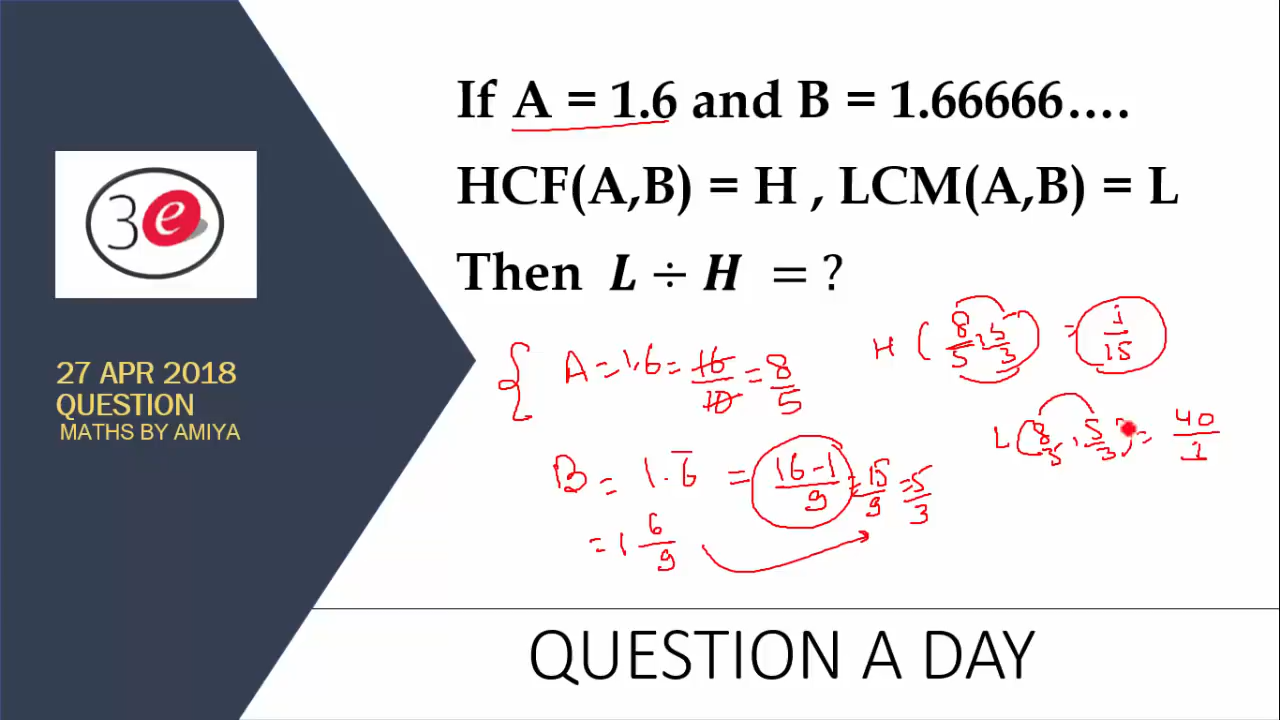 If A = 1.6 and B = 1.66666....
HCF(A,B) = H , LCM(A,B) = L
Then L ÷ H = ?
3e
27 APR 2018
QUESTION
MATHS BY AMIYA
A = 1.6 = 16/10 = 8/5
B = 1.6̅ = 16-1/9 = 15/9 = 5/3
= 1 6/9
H ( 8/5 , 5/3 ) = 1/15
L ( 8/5 , 5/3 ) = 40/1
QUESTION A DAY